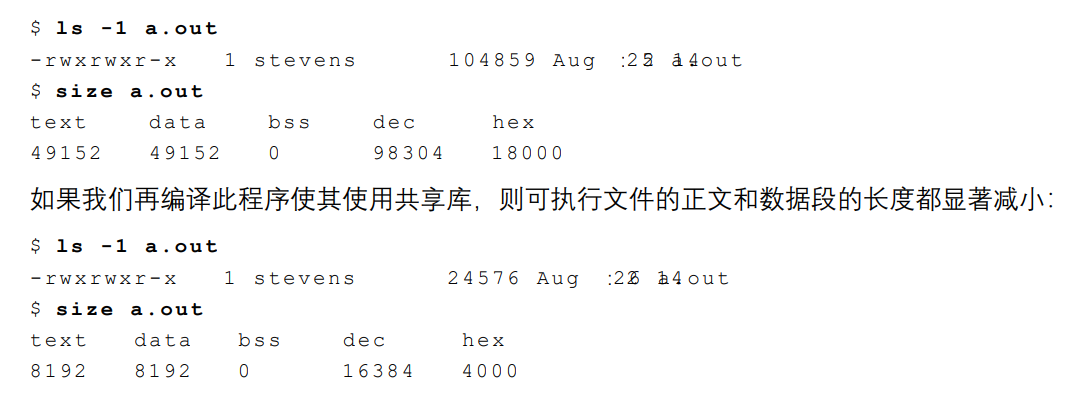 $ ls -1 a.out
-rwxrwxr-x 1 stevens 104859 Aug a.out
$ size a.out
text data bss dec hex
49152 49152 0 98304 18000
如果我们再编译此程序使其使用共享库，则可执行文件的正文和数据段的长度都显著减小：
$ ls -1 a.out
-rwxrwxr-x 1 stevens 24576 Aug a.out
$ size a.out
text data bss dec hex
8192 8192 0 16384 4000